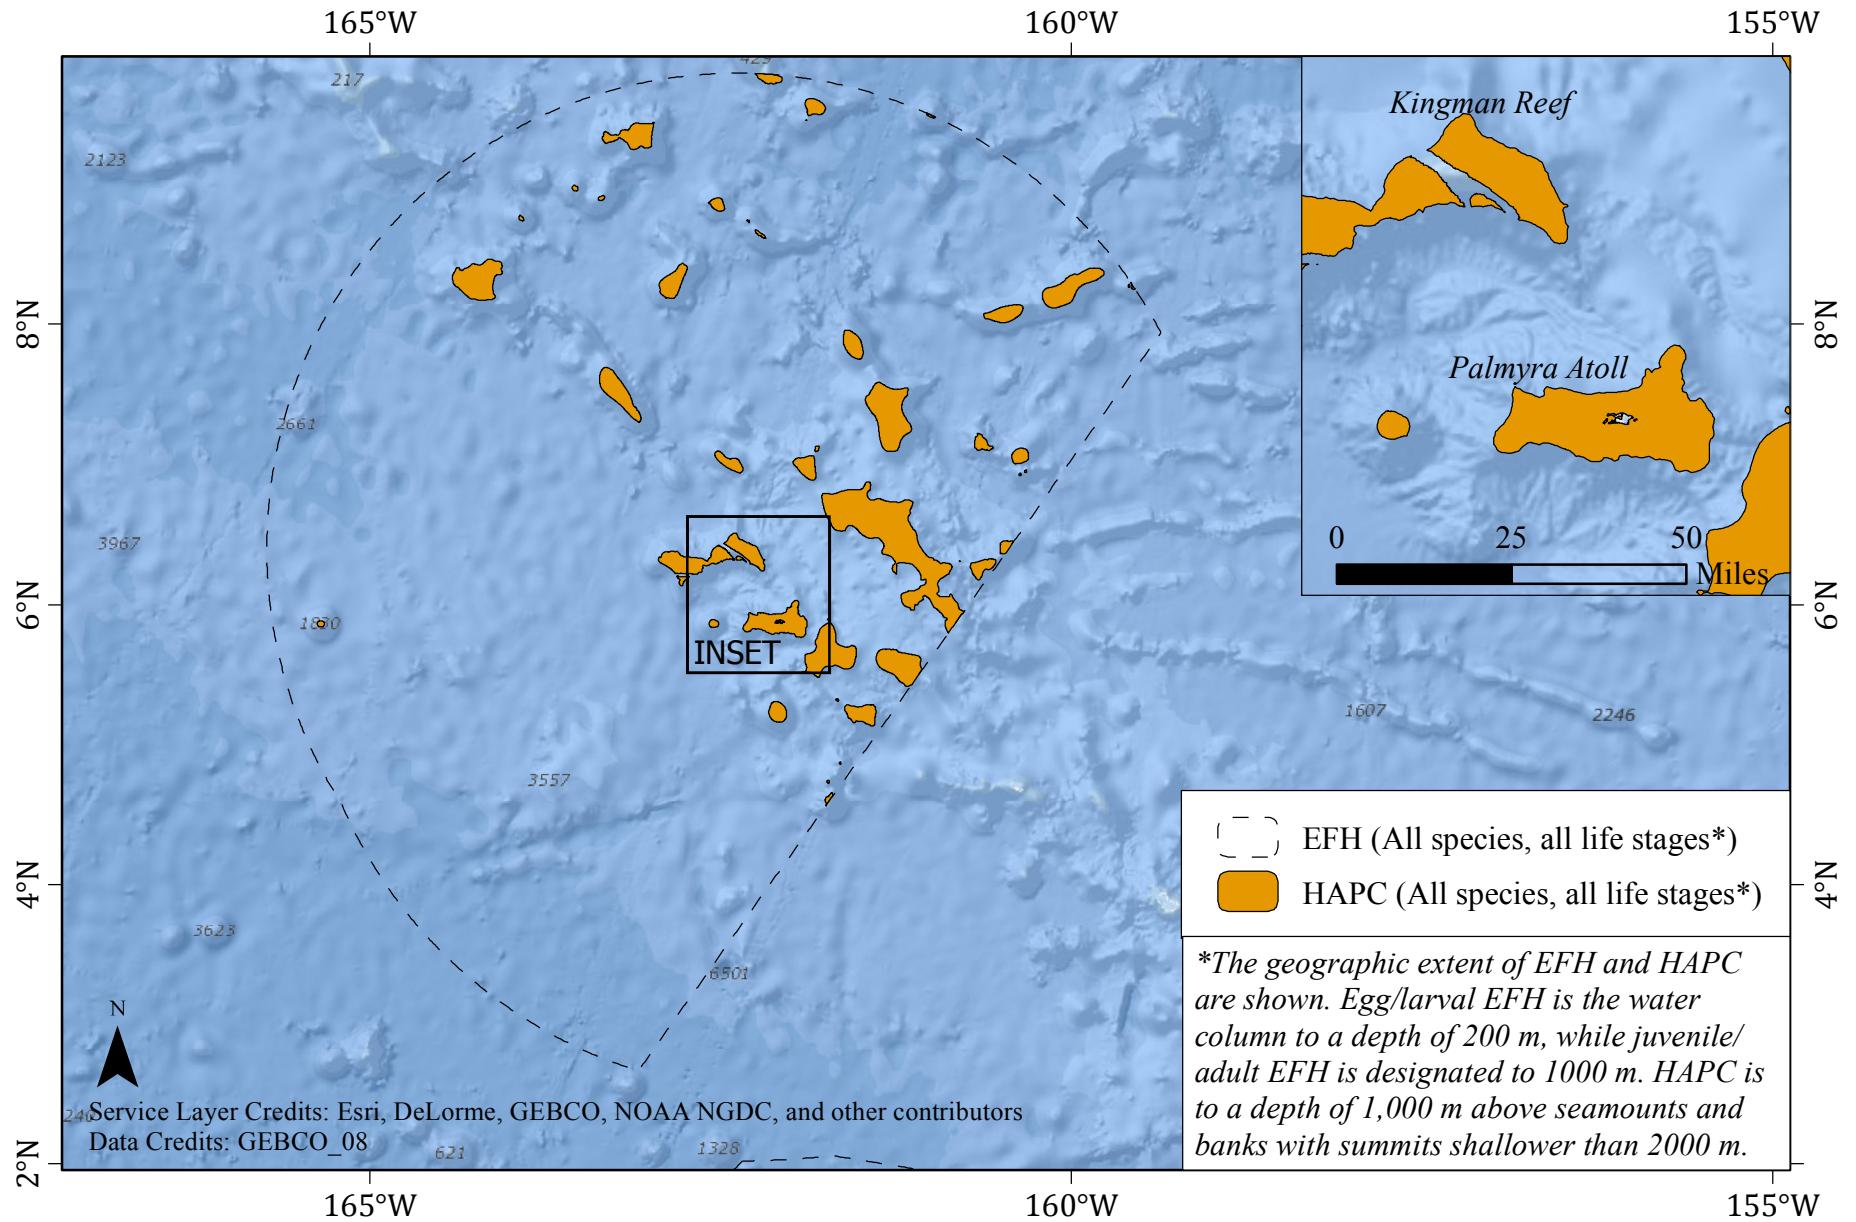 165°W
160°W
155°W
429
217
2123
Kingman Reef
8°N
8°N
Palmyra Atoll
2661
3967
0
25
50
Miles
6°N
6°N
1830
INSET
1607
2246
3557
EFH (All species, all life stages*)
4°N
4°N
HAPC (All species, all life stages*)
3623
6501
*The geographic extent of EFH and HAPC
are shown. Egg/larval EFH is the water
column to a depth of 200 m, while juvenile/
adult EFH is designated to 1000 m. HAPC is
to a depth of 1,000 m above seamounts and
banks with summits shallower than 2000 m.
N
Service Layer Credits: Esri, DeLorme, GEBCO, NOAA NGDC, and other contributors
Data Credits: GEBCO_08
621
1328
2°N
165°W
160°W
155°W